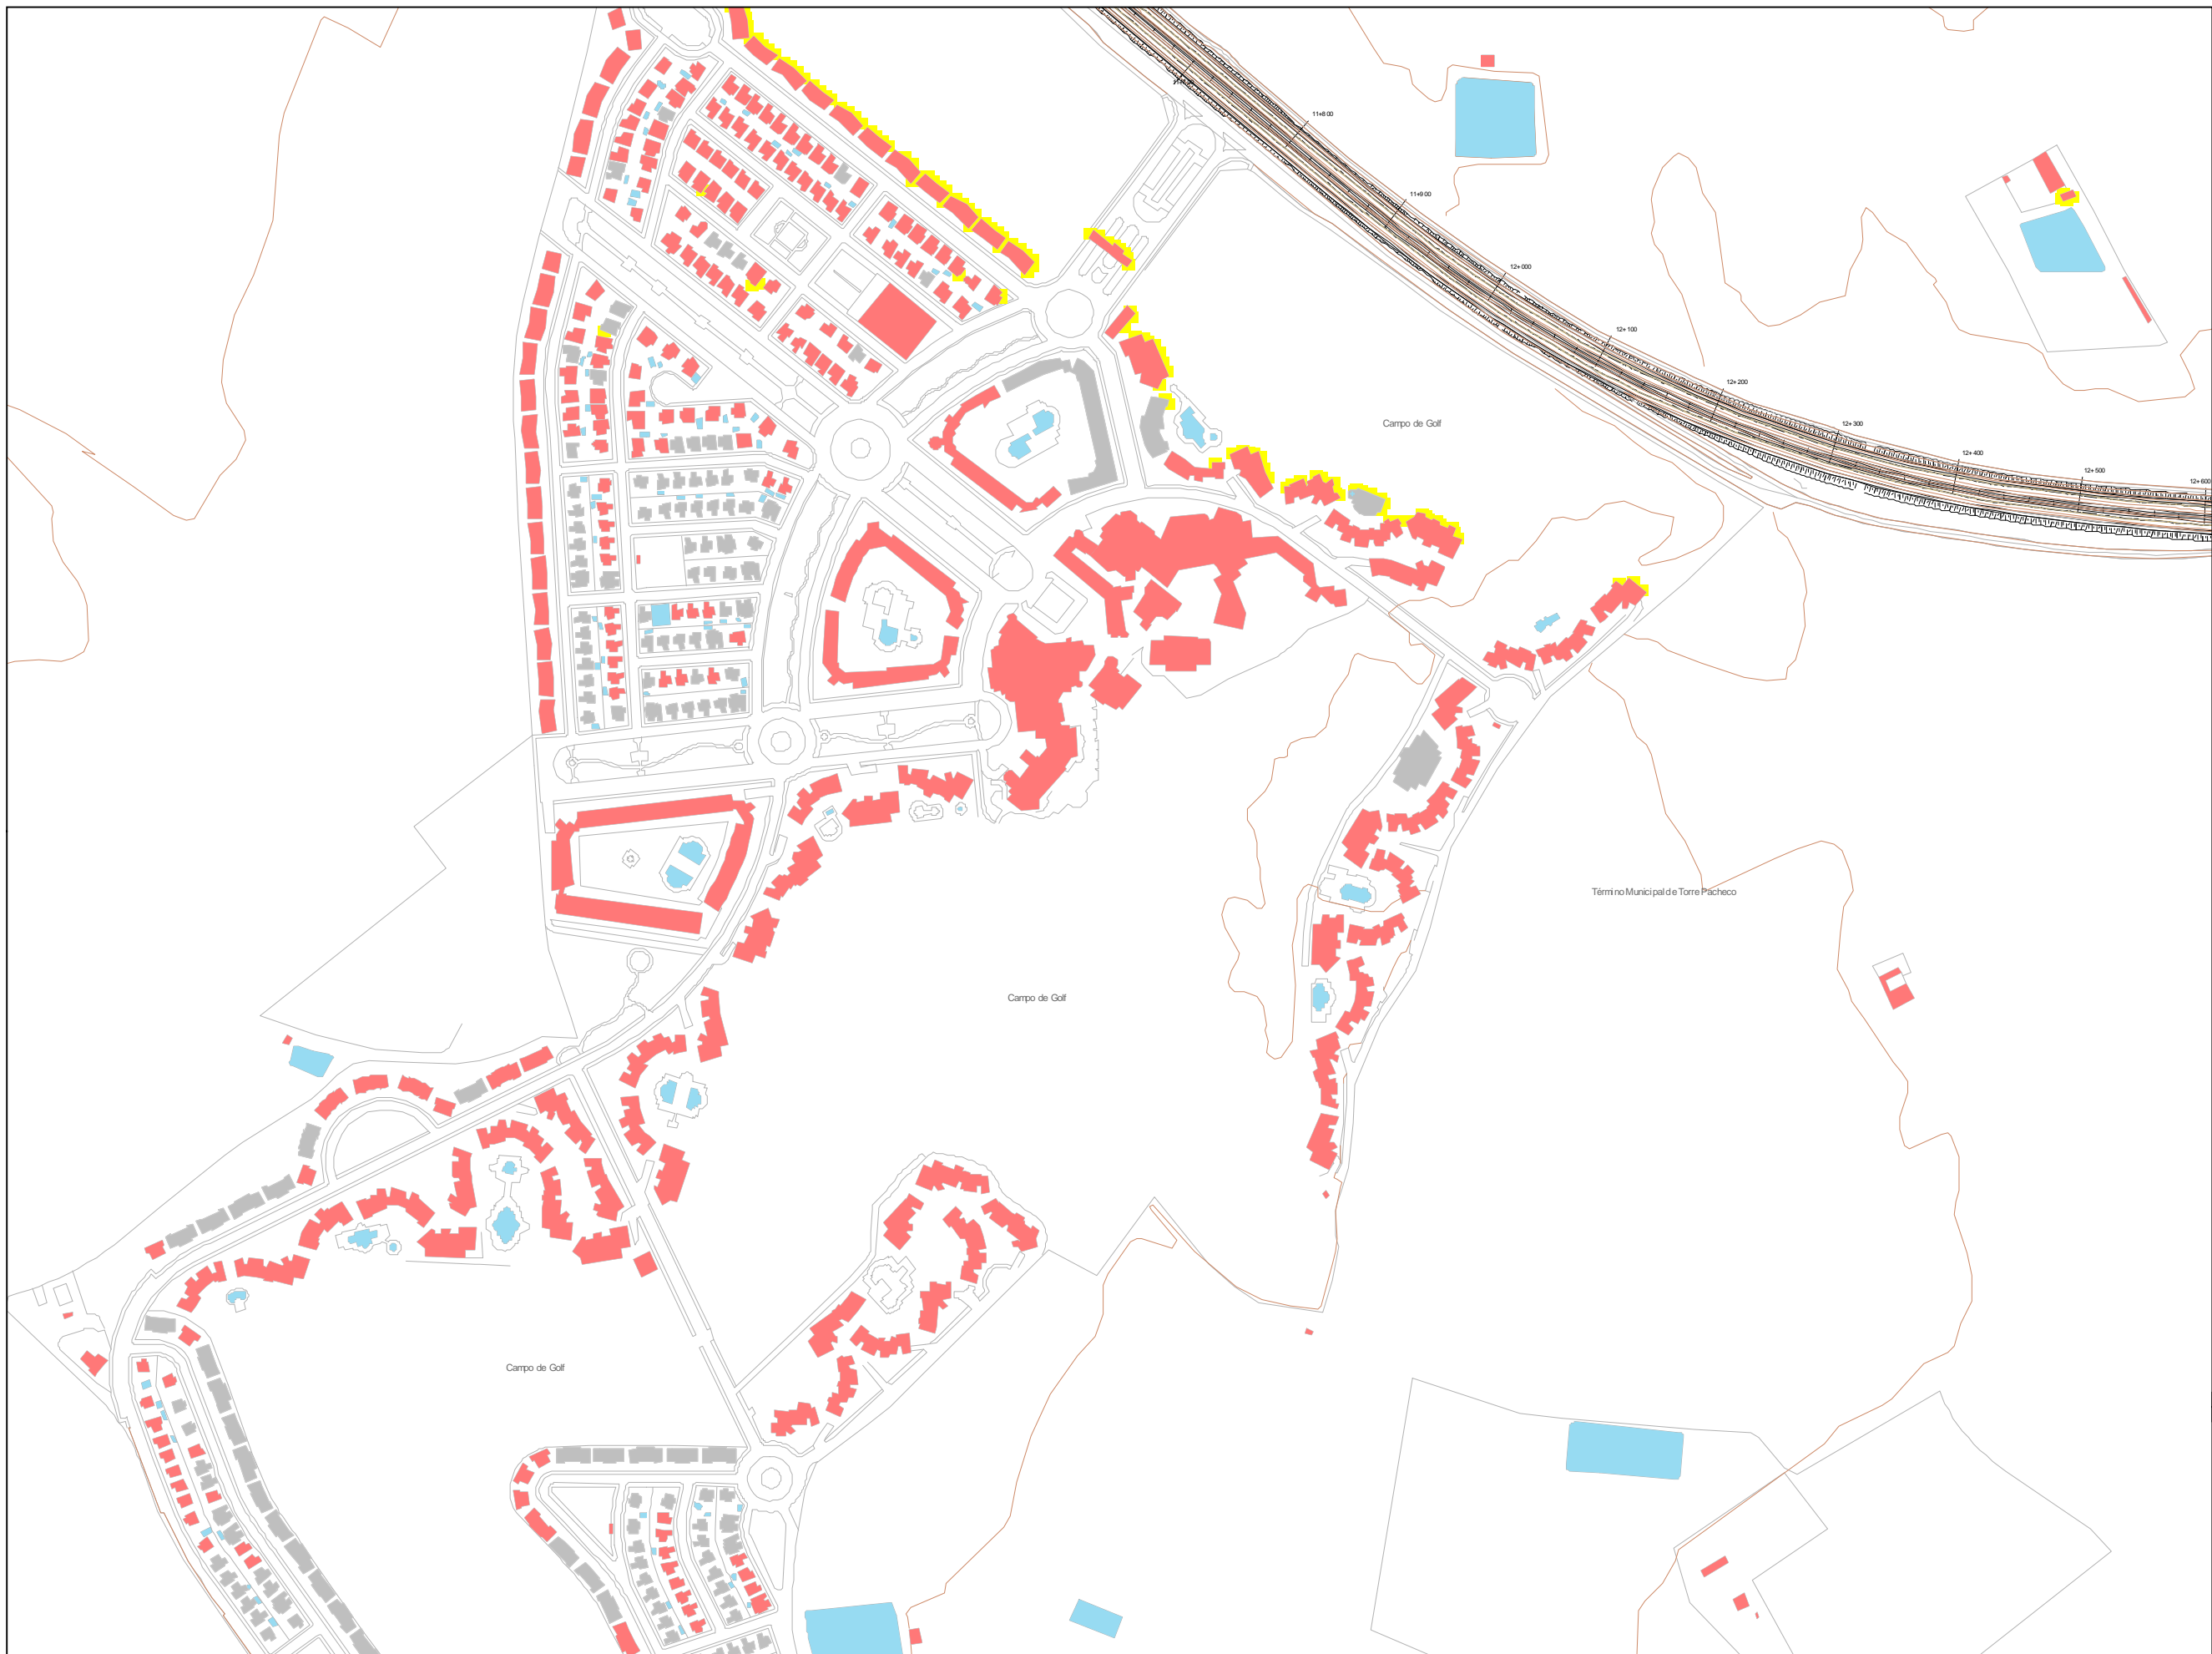 11+800
11+900
12+000
12+100
12+200
12+300
12+400
12+500
12+600
Campo de Golf
Término Municipal de Torre Pacheco
Campo de Golf
Campo de Golf